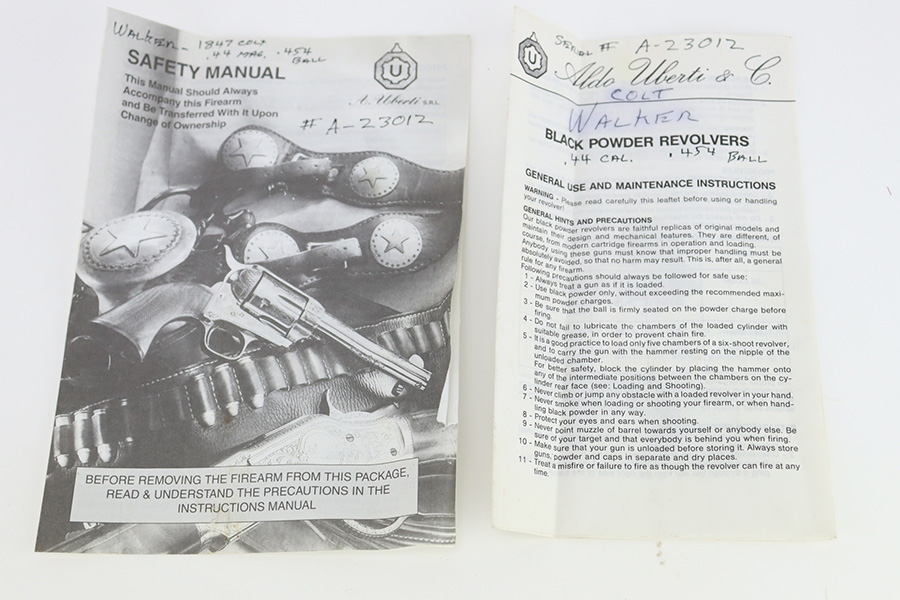 WALKER - 1847 COLT
.44 MAG. .454
BALL
SAFETY MANUAL
This Manual Should Always
Accompany this Firearm
and Be Transferred With It Upon
Change of Ownership
U
A. Uberti S.R.L.
# A-23012
BEFORE REMOVING THE FIREARM FROM THIS PACKAGE,
READ & UNDERSTAND THE PRECAUTIONS IN THE
INSTRUCTIONS MANUAL
SERIAL # A-23012
U
Aldo Uberti & C.
COLT
WALKER
BLACK POWDER REVOLVERS
.44 CAL. .454 BALL
GENERAL USE AND MAINTENANCE INSTRUCTIONS
WARNING - Please read carefully this leaflet before using or handling
your revolver!
GENERAL HINTS AND PRECAUTIONS
Our black powder revolvers are faithful replicas of original models and
maintain their design and mechanical features. They are different, of
course, from modern cartridge firearms in operation and loading.
Anybody using these guns must know that improper handling must be
absolutely avoided, so that no harm may result. This is, after all, a general
rule for any firearm.
Following precautions should always be followed for safe use:
1 - Always treat a gun as if it is loaded.
2 - Use black powder only, without exceeding the recommended maxi-
mum powder charges.
3 - Be sure that the ball is firmly seated on the powder charge before
firing.
4 - Do not fail to lubricate the chambers of the loaded cylinder with
suitable grease, in order to prevent chain fire.
5 - It is a good practice to load only five chambers of a six-shoot revolver,
and to carry the gun with the hammer resting on the nipple of the
unloaded chamber.
For better safety, block the cylinder by placing the hammer onto
any of the intermediate positions between the chambers on the cy-
linder rear face (see: Loading and Shooting).
6 - Never climb or jump any obstacle with a loaded revolver in your hand.
7 - Never smoke when loading or shooting your firearm, or when hand-
ling black powder in any way.
8 - Protect your eyes and ears when shooting.
9 - Never point muzzle of barrel towards yourself or anybody else. Be
sure of your target and that everybody is behind you when firing.
10 - Make sure that your gun is unloaded before storing it. Always store
guns, powder and caps in separate and dry places.
11 - Treat a misfire or failure to fire as though the revolver can fire at any
time.